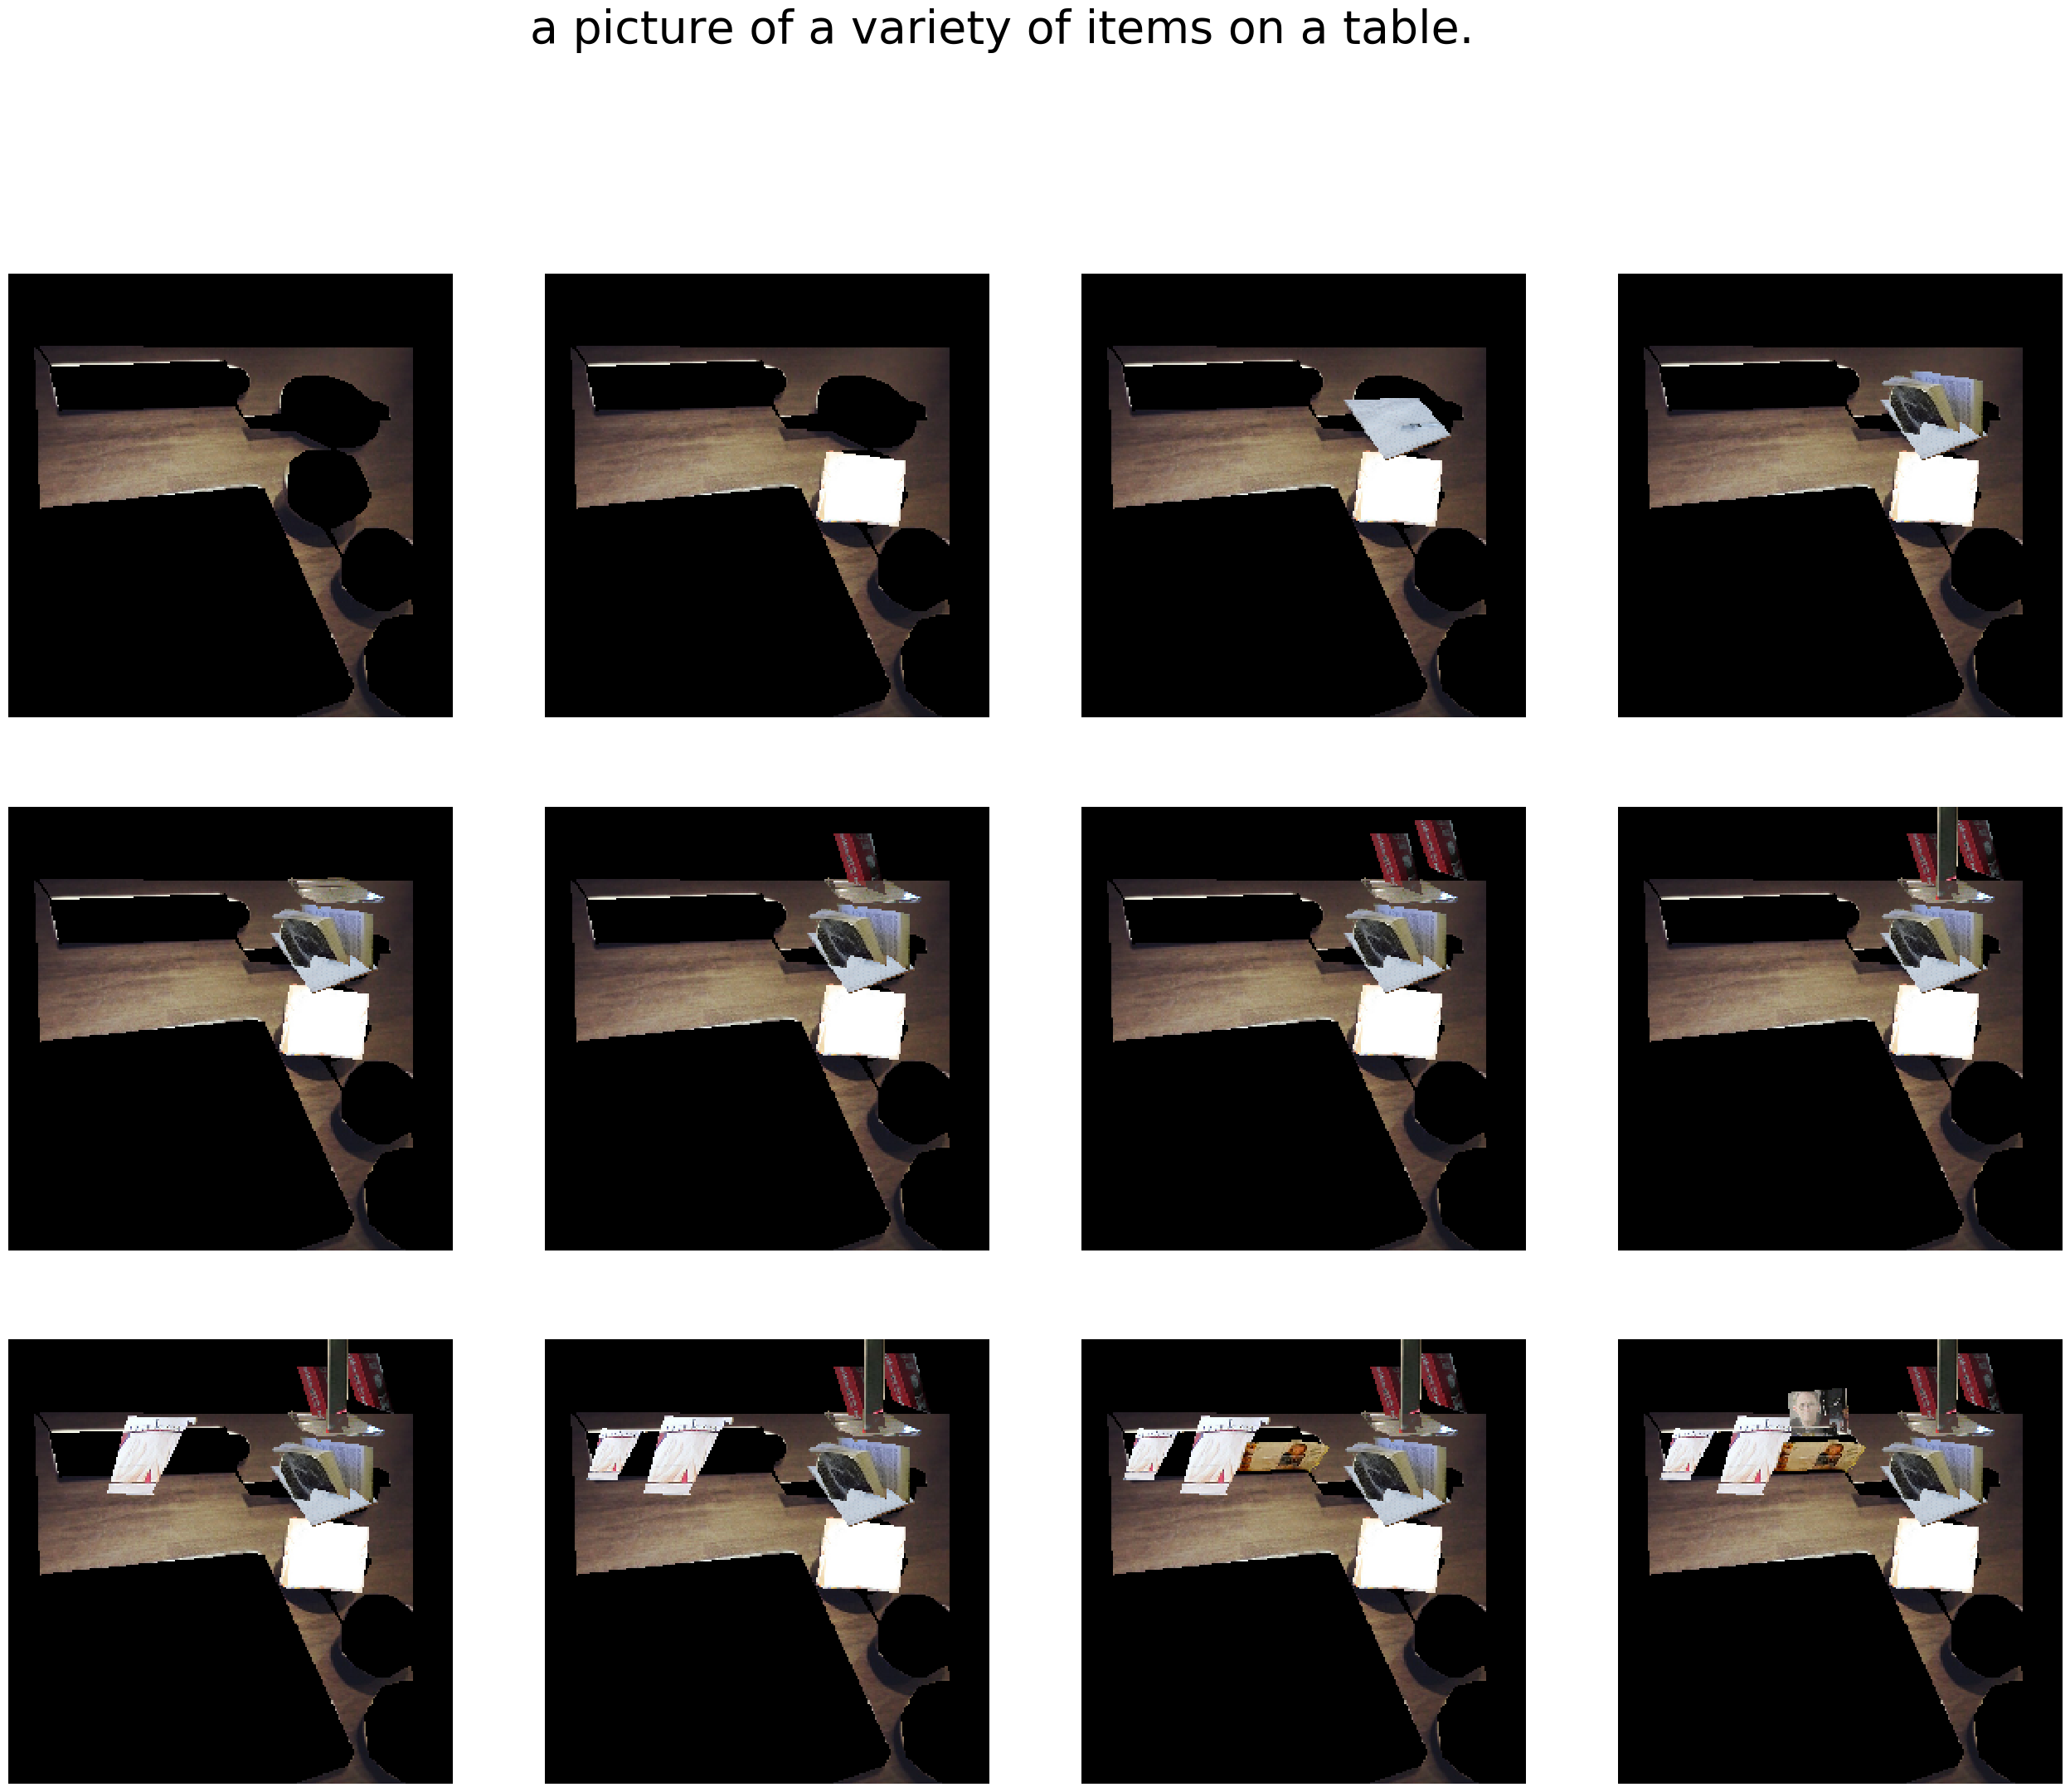 a picture of a variety of items on a table.